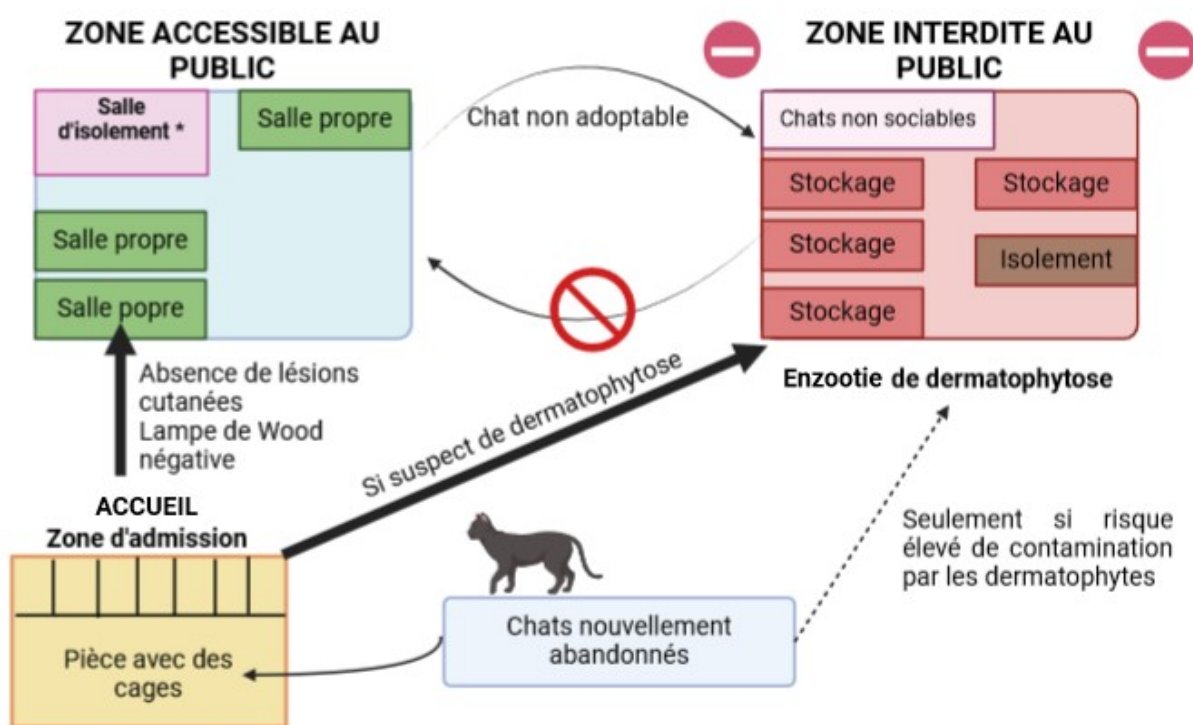 ZONE ACCESSIBLE AU
PUBLIC
Salle
d'isolement *
Salle propre
Salle propre
Salle popre
Chat non adoptable
ZONE INTERDITE AU
PUBLIC
Chats non sociables
Stockage
Stockage
Stockage
Isolement
Stockage
Enzootie de dermatophytose
Absence de lésions
cutanées
Lampe de Wood
négative
Si suspect de dermatophytose
ACCUEIL
Zone d'admission
Pièce avec des
cages
Chats nouvellement
abandonnés
Seulement si risque
élevé de contamination
par les dermatophytes